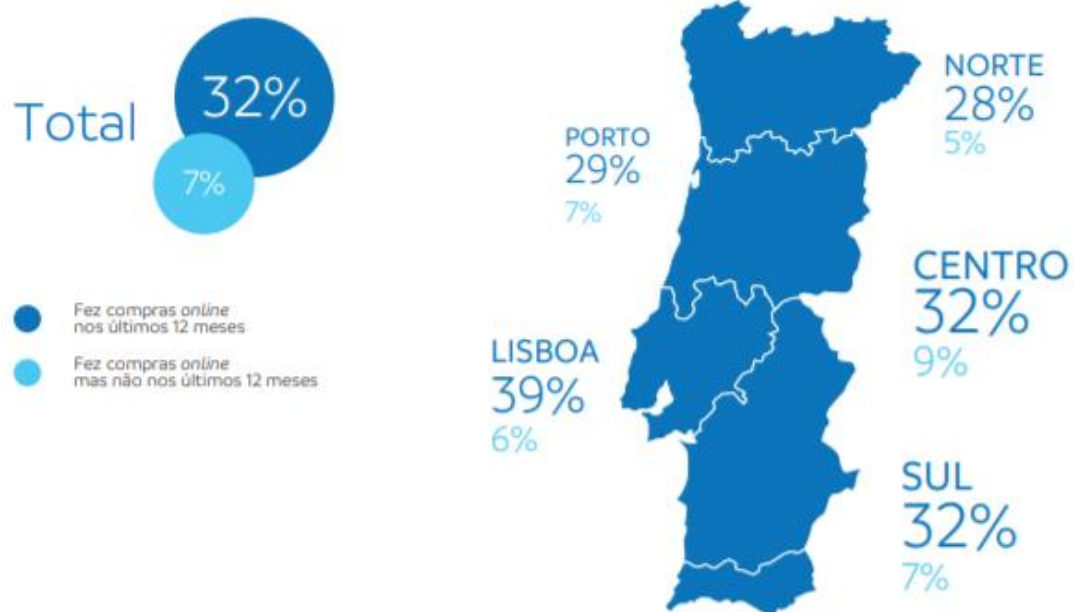 Total
32%
7%
Fez compras online
nos últimos 12 meses
Fez compras online
mas não nos últimos 12 meses
NORTE
28%
5%
PORTO
29%
7%
CENTRO
32%
9%
LISBOA
39%
6%
SUL
32%
7%